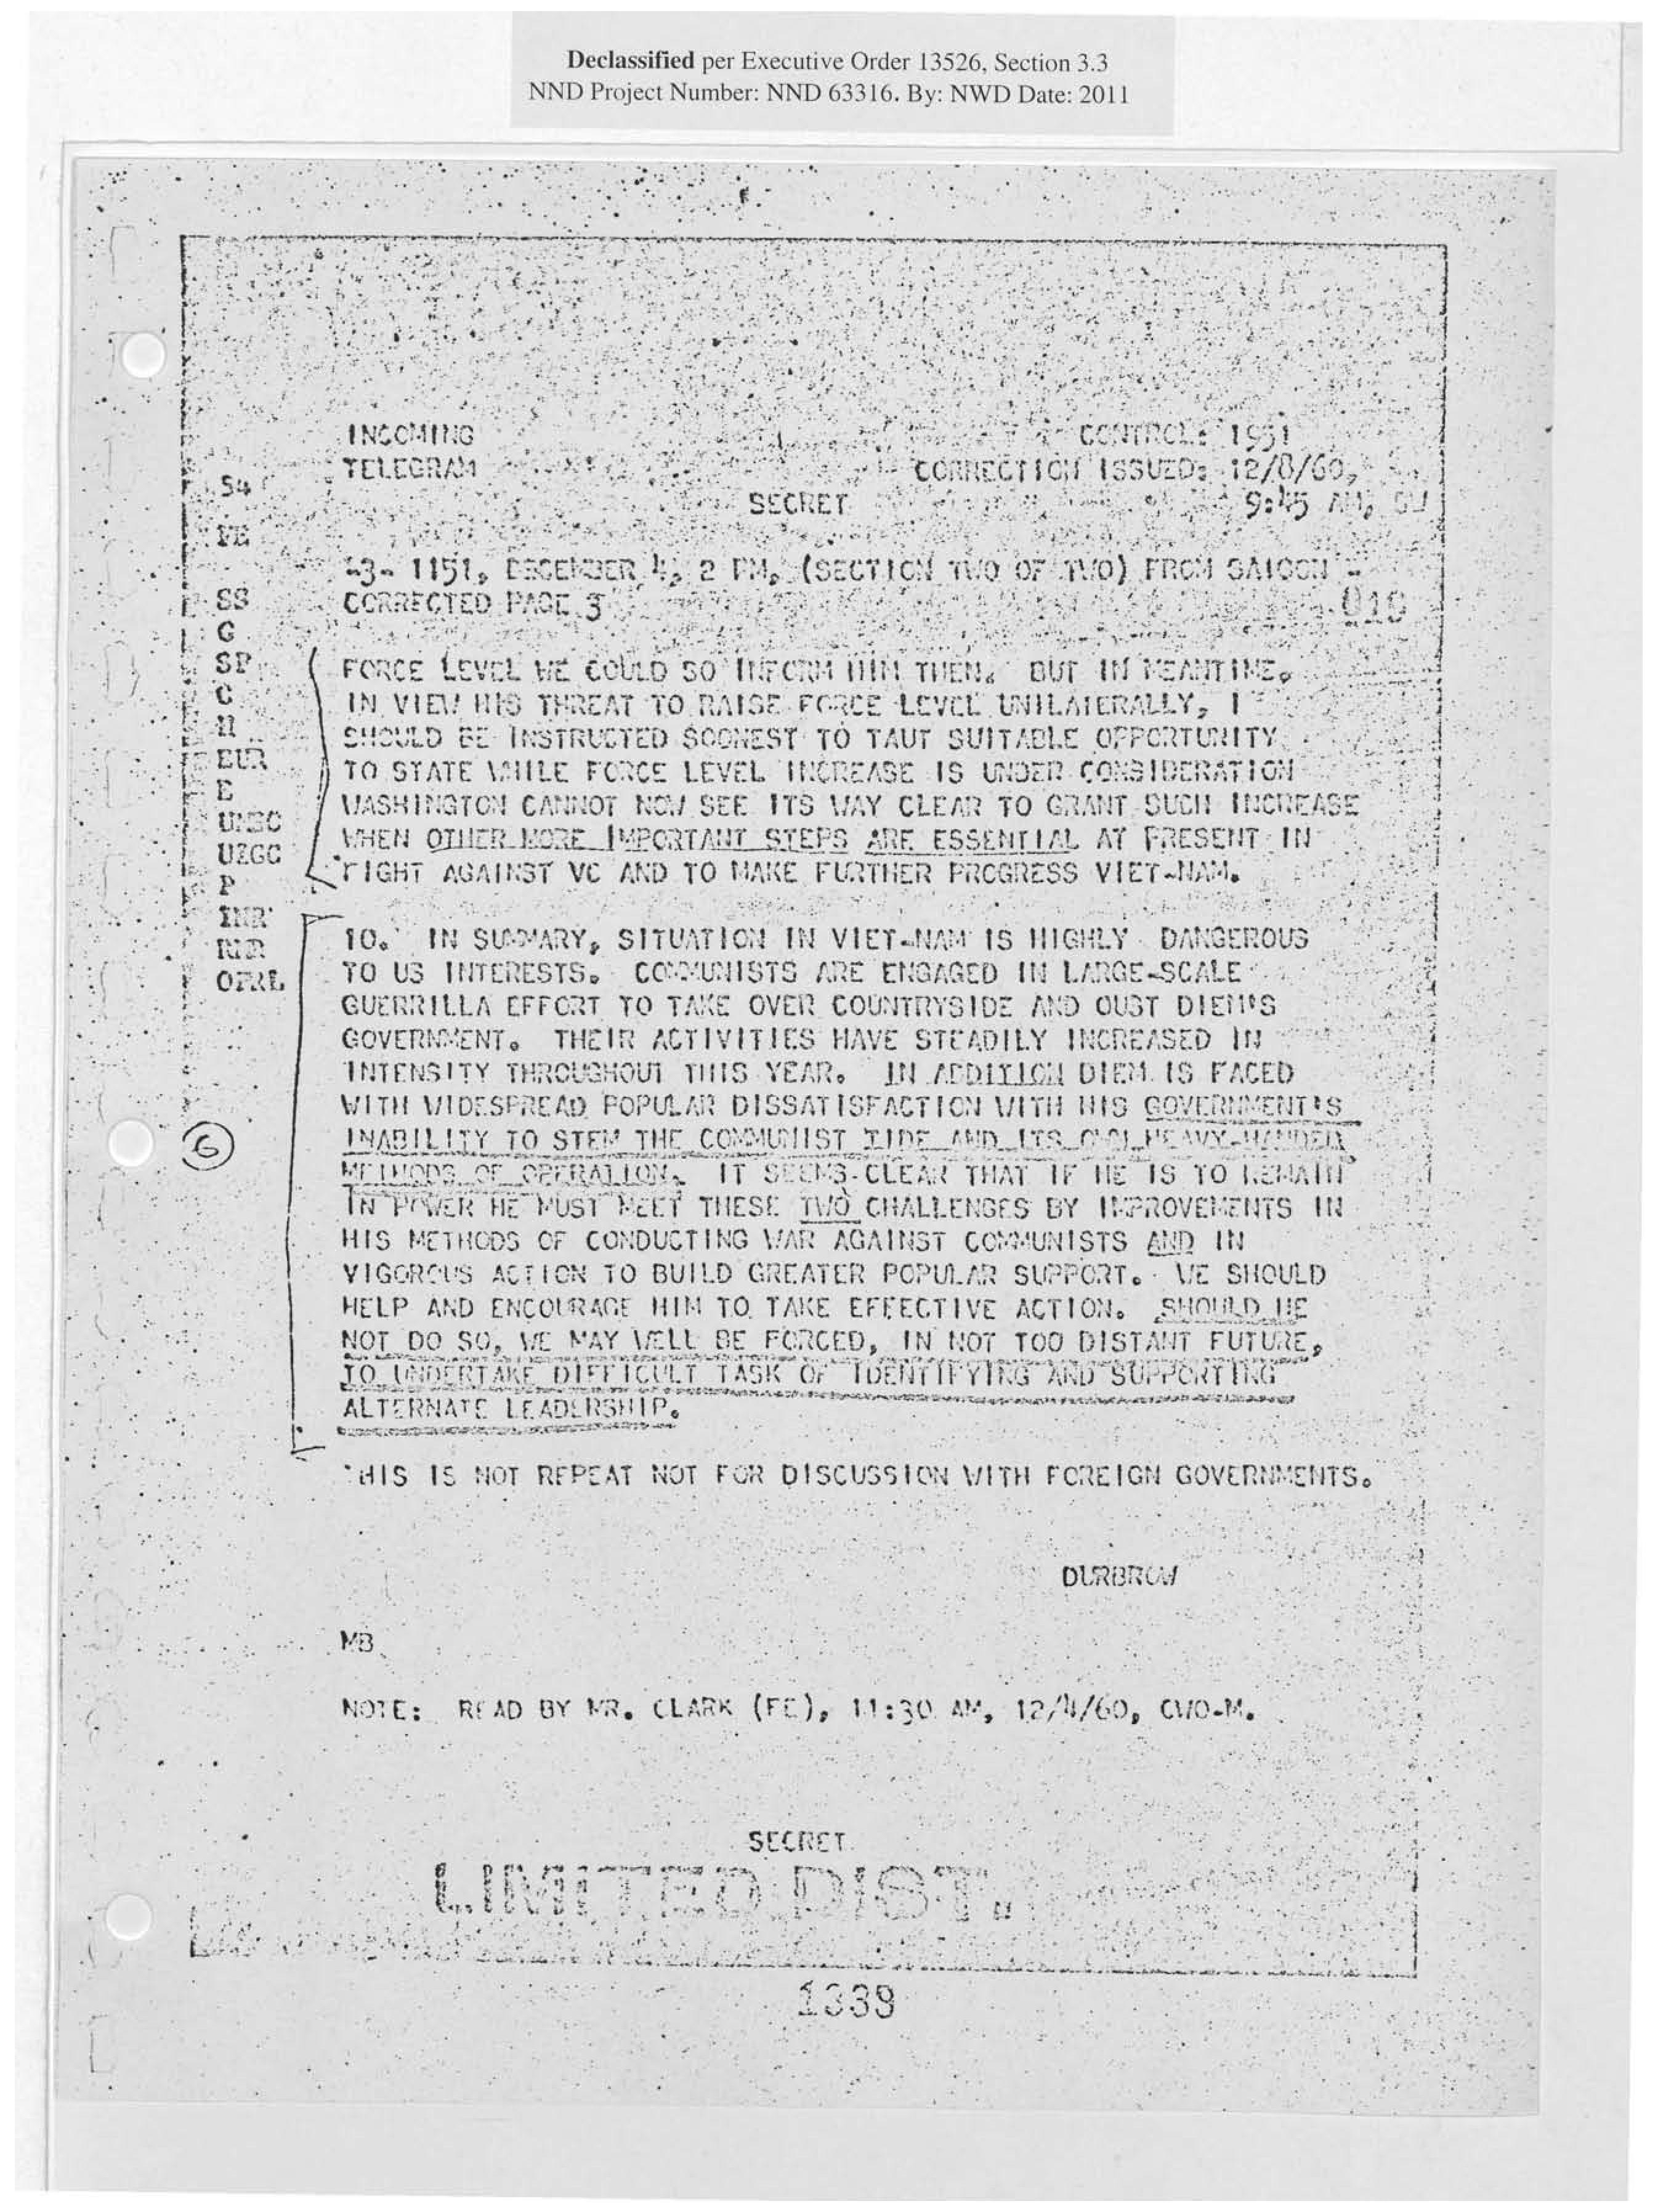 Declassified per Executive Order 13526, Section 3.3
NND Project Number: NND 63316. By: NWD Date: 2011
INCOMING
TELEGRAM
CONTROL: 1951
CORRECTION ISSUED: 12/8/60,
9:45 AM,
SECRET
54
FE
SS
G
SP
C
H
EUR
E
UNEC
UZGC
P
INR
RNR
OFRL
-3- 1151, DECEMBER 4, 2 PM, (SECTION TWO OF TWO) FROM SAIGON -
CORRECTED PAGE 3
010
FORCE LEVEL WE COULD SO INFORM HIM THEN. BUT IN MEANTIME,
IN VIEW HIS THREAT TO RAISE FORCE LEVEL UNILATERALLY, I
SHOULD BE INSTRUCTED SOONEST TO TAUT SUITABLE OPPORTUNITY
TO STATE WHILE FORCE LEVEL INCREASE IS UNDER CONSIDERATION
WASHINGTON CANNOT NOW SEE ITS WAY CLEAR TO GRANT SUCH INCREASE
WHEN OTHER MORE IMPORTANT STEPS ARE ESSENTIAL AT PRESENT IN
FIGHT AGAINST VC AND TO MAKE FURTHER PROGRESS VIET-NAM.
10. IN SUMMARY, SITUATION IN VIET-NAM IS HIGHLY DANGEROUS
TO US INTERESTS. COMMUNISTS ARE ENGAGED IN LARGE-SCALE
GUERRILLA EFFORT TO TAKE OVER COUNTRYSIDE AND OUST DIEM'S
GOVERNMENT. THEIR ACTIVITIES HAVE STEADILY INCREASED IN
INTENSITY THROUGHOUT THIS YEAR. IN ADDITION DIEM IS FACED
WITH WIDESPREAD POPULAR DISSATISFACTION WITH HIS GOVERNMENT'S
INABILITY TO STEM THE COMMUNIST TIDE AND ITS OWN HEAVY-HANDED
METHODS OF OPERATION. IT SEEMS CLEAR THAT IF HE IS TO REMAIN
IN POWER HE MUST MEET THESE TWO CHALLENGES BY IMPROVEMENTS IN
HIS METHODS OF CONDUCTING WAR AGAINST COMMUNISTS AND IN
VIGOROUS ACTION TO BUILD GREATER POPULAR SUPPORT. WE SHOULD
HELP AND ENCOURAGE HIM TO TAKE EFFECTIVE ACTION. SHOULD HE
NOT DO SO, WE MAY WELL BE FORCED, IN NOT TOO DISTANT FUTURE,
TO UNDERTAKE DIFFICULT TASK OF IDENTIFYING AND SUPPORTING
ALTERNATE LEADERSHIP.
6
THIS IS NOT REPEAT NOT FOR DISCUSSION WITH FOREIGN GOVERNMENTS.
DURBROW
MB
NOTE: READ BY MR. CLARK (FE), 11:30 AM, 12/4/60, CWO-M.
SECRET
LIMITED DIST.
1339